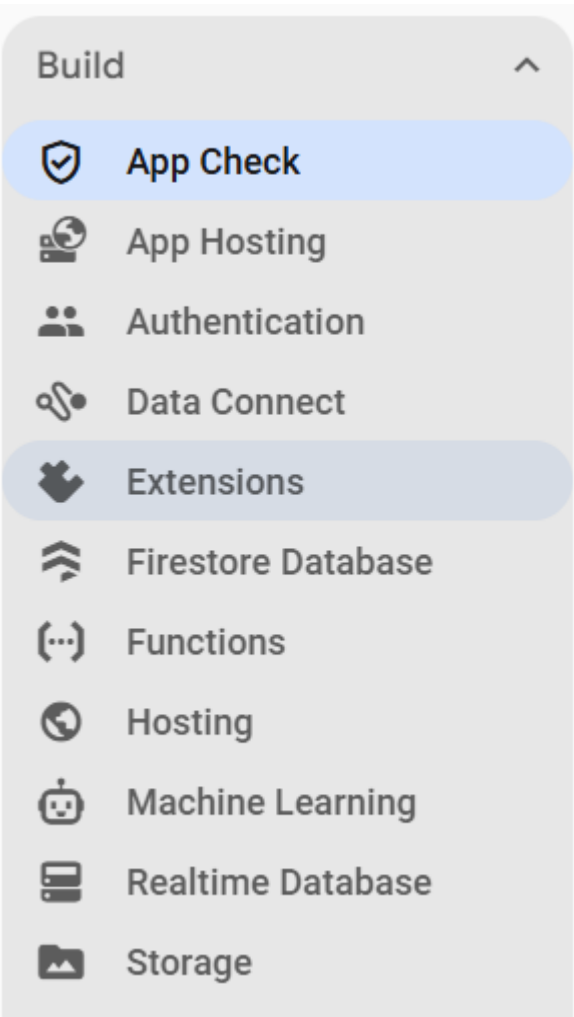 Build
App Check
App Hosting
Authentication
Data Connect
Extensions
Firestore Database
Functions
Hosting
Machine Learning
Realtime Database
Storage